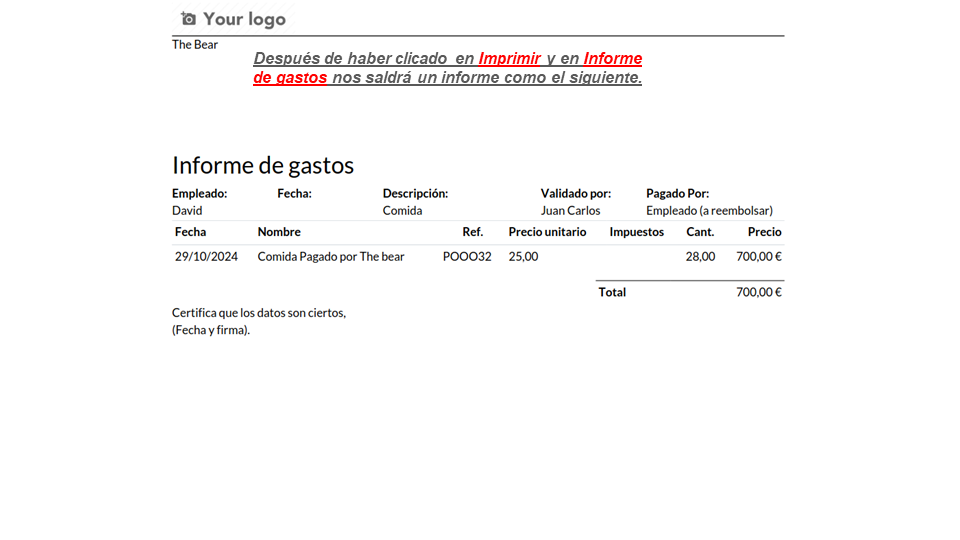 Your logo
The Bear
Después de haber clicado en Imprimir y en Informe
de gastos nos saldrá un informe como el siguiente.
Informe de gastos
Empleado: Fecha: Descripción: Validado por: Pagado Por:
David Comida Juan Carlos Empleado (a reembolsar)
Fecha Nombre Ref. Precio unitario Impuestos Cant. Precio
29/10/2024 Comida Pagado por The bear POOO32 25,00 28,00 700,00 €
Total 700,00 €
Certifica que los datos son ciertos,
(Fecha y firma).